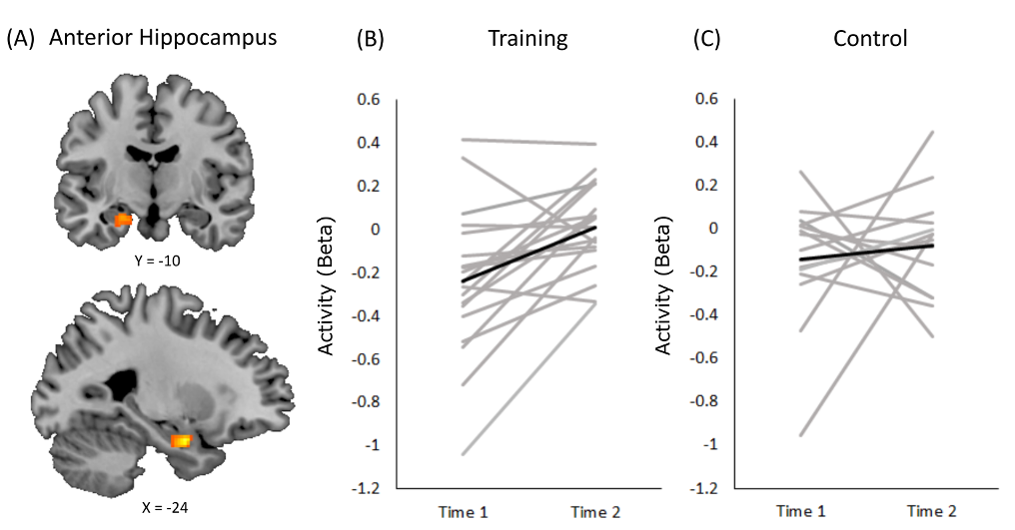 (A) Anterior Hippocampus
Y = -10
X = -24
(B) Training
Activity (Beta)
0.6
0.4
0.2
0
-0.2
-0.4
-0.6
-0.8
-1
-1.2
Time 1 Time 2
(C) Control
Activity (Beta)
0.6
0.4
0.2
0
-0.2
-0.4
-0.6
-0.8
-1
-1.2
Time 1 Time 2